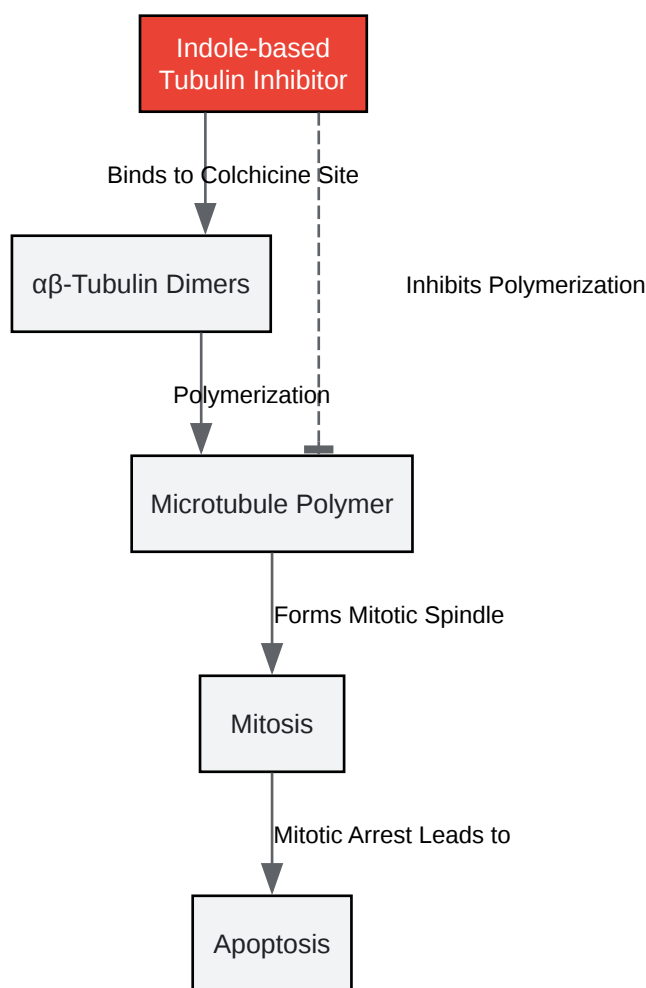 Indole-based
Tubulin Inhibitor
Binds to Colchicine Site
αβ-Tubulin Dimers
Inhibits Polymerization
Polymerization
Microtubule Polymer
Forms Mitotic Spindle
Mitosis
Mitotic Arrest Leads to
Apoptosis